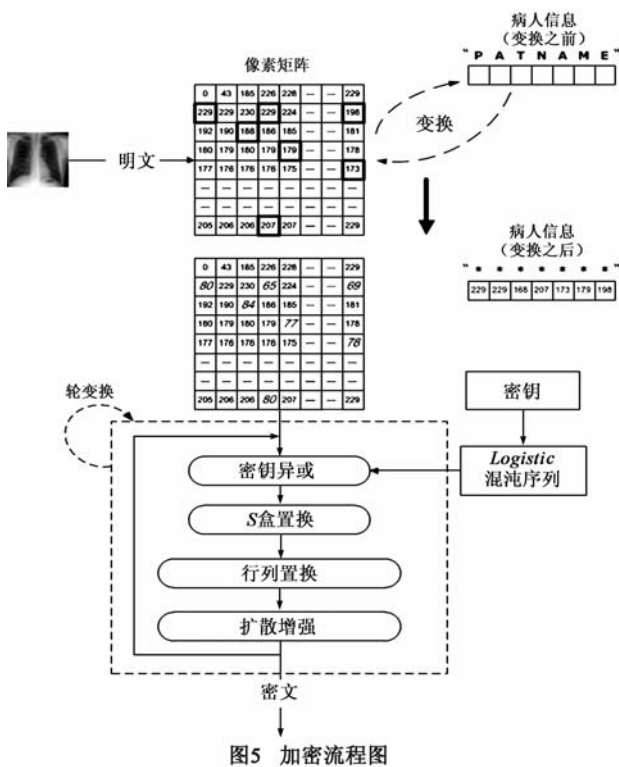 病人信息
(变换之前)
"P A T N A M E"
像素矩阵
0 43 185 226 228 — — 229
229 229 230 229 224 — — 198
192 190 188 186 185 — — 181
180 179 180 179 179 — — 178
177 176 176 176 175 — — 173
— — — — — — — —
— — — — — — — —
205 206 206 207 207 — — 229
变换
明文
病人信息
(变换之后)
"* * * * * * *"
229 229 168 207 173 179 198
0 43 185 226 228 — — 229
80 229 230 65 224 — — 69
192 190 84 186 185 — — 181
180 179 180 179 77 — — 178
177 176 176 176 175 — — 78
— — — — — — — —
— — — — — — — —
205 206 206 80 207 — — 229
轮变换
密钥
密钥异或
Logistic
混沌序列
S盒置换
行列置换
扩散增强
密文
图5 加密流程图